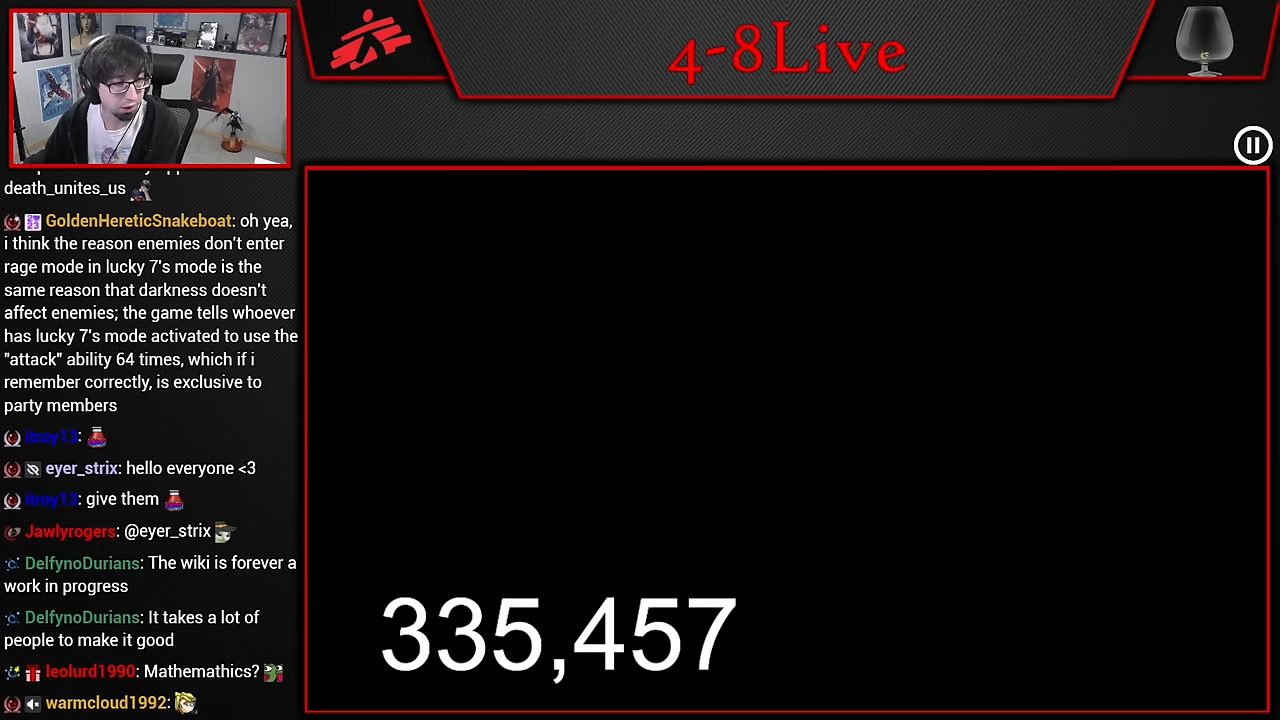 4-8Live
death_unites_us
GoldenHereticSnakeboat: oh yea,
i think the reason enemies don't enter
rage mode in lucky 7's mode is the
same reason that darkness doesn't
affect enemies; the game tells whoever
has lucky 7's mode activated to use the
"attack" ability 64 times, which if i
remember correctly, is exclusive to
party members
itroy13:
eyer_strix: hello everyone <3
itroy13: give them
Jawlyrogers: @eyer_strix
DelfynoDurians: The wiki is forever a
work in progress
DelfynoDurians: It takes a lot of
people to make it good
leolurd1990: Mathemathics?
warmcloud1992:
335,457